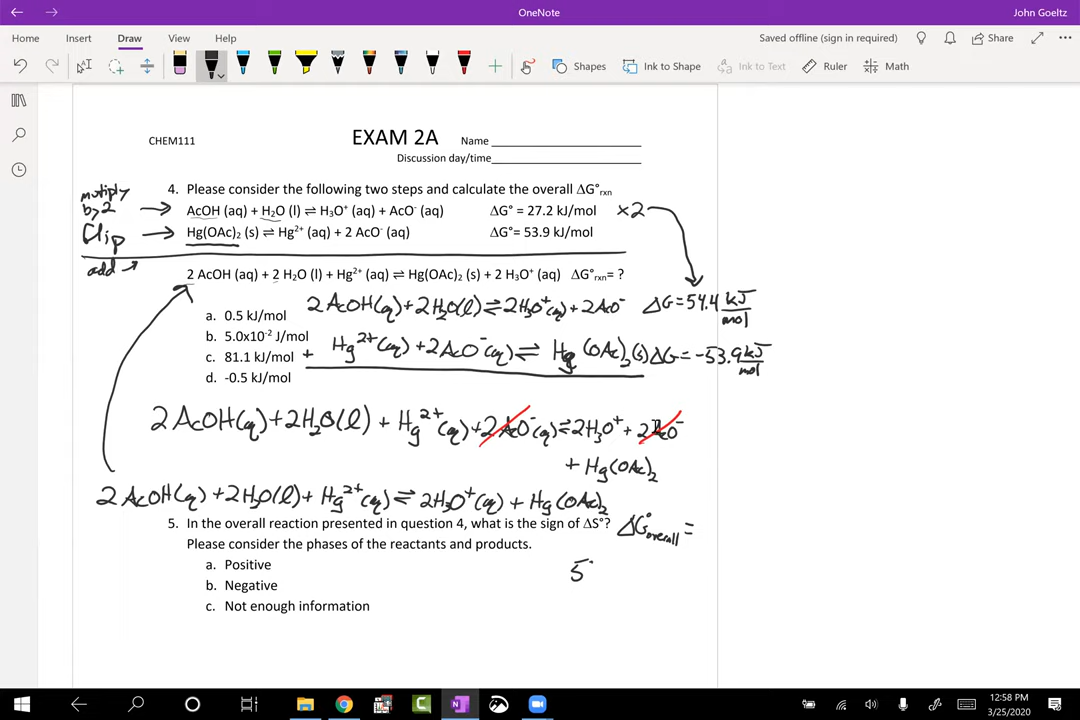 OneNote
John Goeltz
Home Insert Draw View Help
Saved offline (sign in required) Share
Shapes Ink to Shape Ink to Text Ruler Math
CHEM111 EXAM 2A Name
Discussion day/time
4. Please consider the following two steps and calculate the overall ΔG°rxn
multiply
by 2
AcOH (aq) + H₂O (l) ⇌ H₃O⁺ (aq) + AcO⁻ (aq) ΔG° = 27.2 kJ/mol ×2
flip Hg(OAc)₂ (s) ⇌ Hg²⁺ (aq) + 2 AcO⁻ (aq) ΔG°= 53.9 kJ/mol
add
2 AcOH (aq) + 2 H₂O (l) + Hg²⁺ (aq) ⇌ Hg(OAc)₂ (s) + 2 H₃O⁺ (aq) ΔG°rxn= ?
2AcOH(aq)+2H₂O(l)⇌2H₃O⁺(aq)+2AcO⁻ ΔG=54.4 kJ/mol
a. 0.5 kJ/mol
b. 5.0x10⁻² J/mol
+ Hg²⁺(aq)+2AcO⁻(aq)⇌ Hg(OAc)₂(s) ΔG=-53.9 kJ/mol
c. 81.1 kJ/mol
d. -0.5 kJ/mol
2AcOH(aq)+2H₂O(l)+Hg²⁺(aq)+2AcO⁻(aq)⇌2H₃O⁺+2AcO⁻
+ Hg(OAc)₂
2AcOH(aq)+2H₂O(l)+Hg²⁺(aq)⇌2H₃O⁺(aq)+Hg(OAc)₂
5. In the overall reaction presented in question 4, what is the sign of ΔS°? ΔG°overall =
Please consider the phases of the reactants and products.
a. Positive
5
b. Negative
c. Not enough information
12:58 PM
3/25/2020